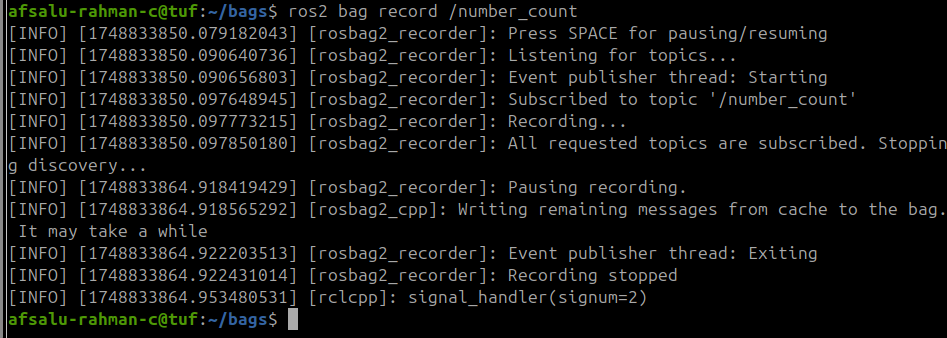 afsalu-rahman-c@tuf:~/bags$ ros2 bag record /number_count
[INFO] [1748833850.079182043] [rosbag2_recorder]: Press SPACE for pausing/resuming
[INFO] [1748833850.090640736] [rosbag2_recorder]: Listening for topics...
[INFO] [1748833850.090656803] [rosbag2_recorder]: Event publisher thread: Starting
[INFO] [1748833850.097648945] [rosbag2_recorder]: Subscribed to topic '/number_count'
[INFO] [1748833850.097773215] [rosbag2_recorder]: Recording...
[INFO] [1748833850.097850180] [rosbag2_recorder]: All requested topics are subscribed. Stoppin
g discovery...
[INFO] [1748833864.918419429] [rosbag2_recorder]: Pausing recording.
[INFO] [1748833864.918565292] [rosbag2_cpp]: Writing remaining messages from cache to the bag.
 It may take a while
[INFO] [1748833864.922203513] [rosbag2_recorder]: Event publisher thread: Exiting
[INFO] [1748833864.922431014] [rosbag2_recorder]: Recording stopped
[INFO] [1748833864.953480531] [rclcpp]: signal_handler(signum=2)
afsalu-rahman-c@tuf:~/bags$